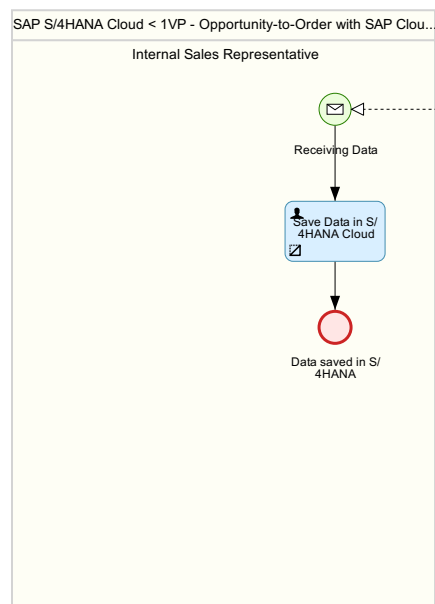 SAP S/4HANA Cloud < 1VP - Opportunity-to-Order with SAP Clou...
Internal Sales Representative
Receiving Data
Save Data in S/
4HANA Cloud
Data saved in S/
4HANA